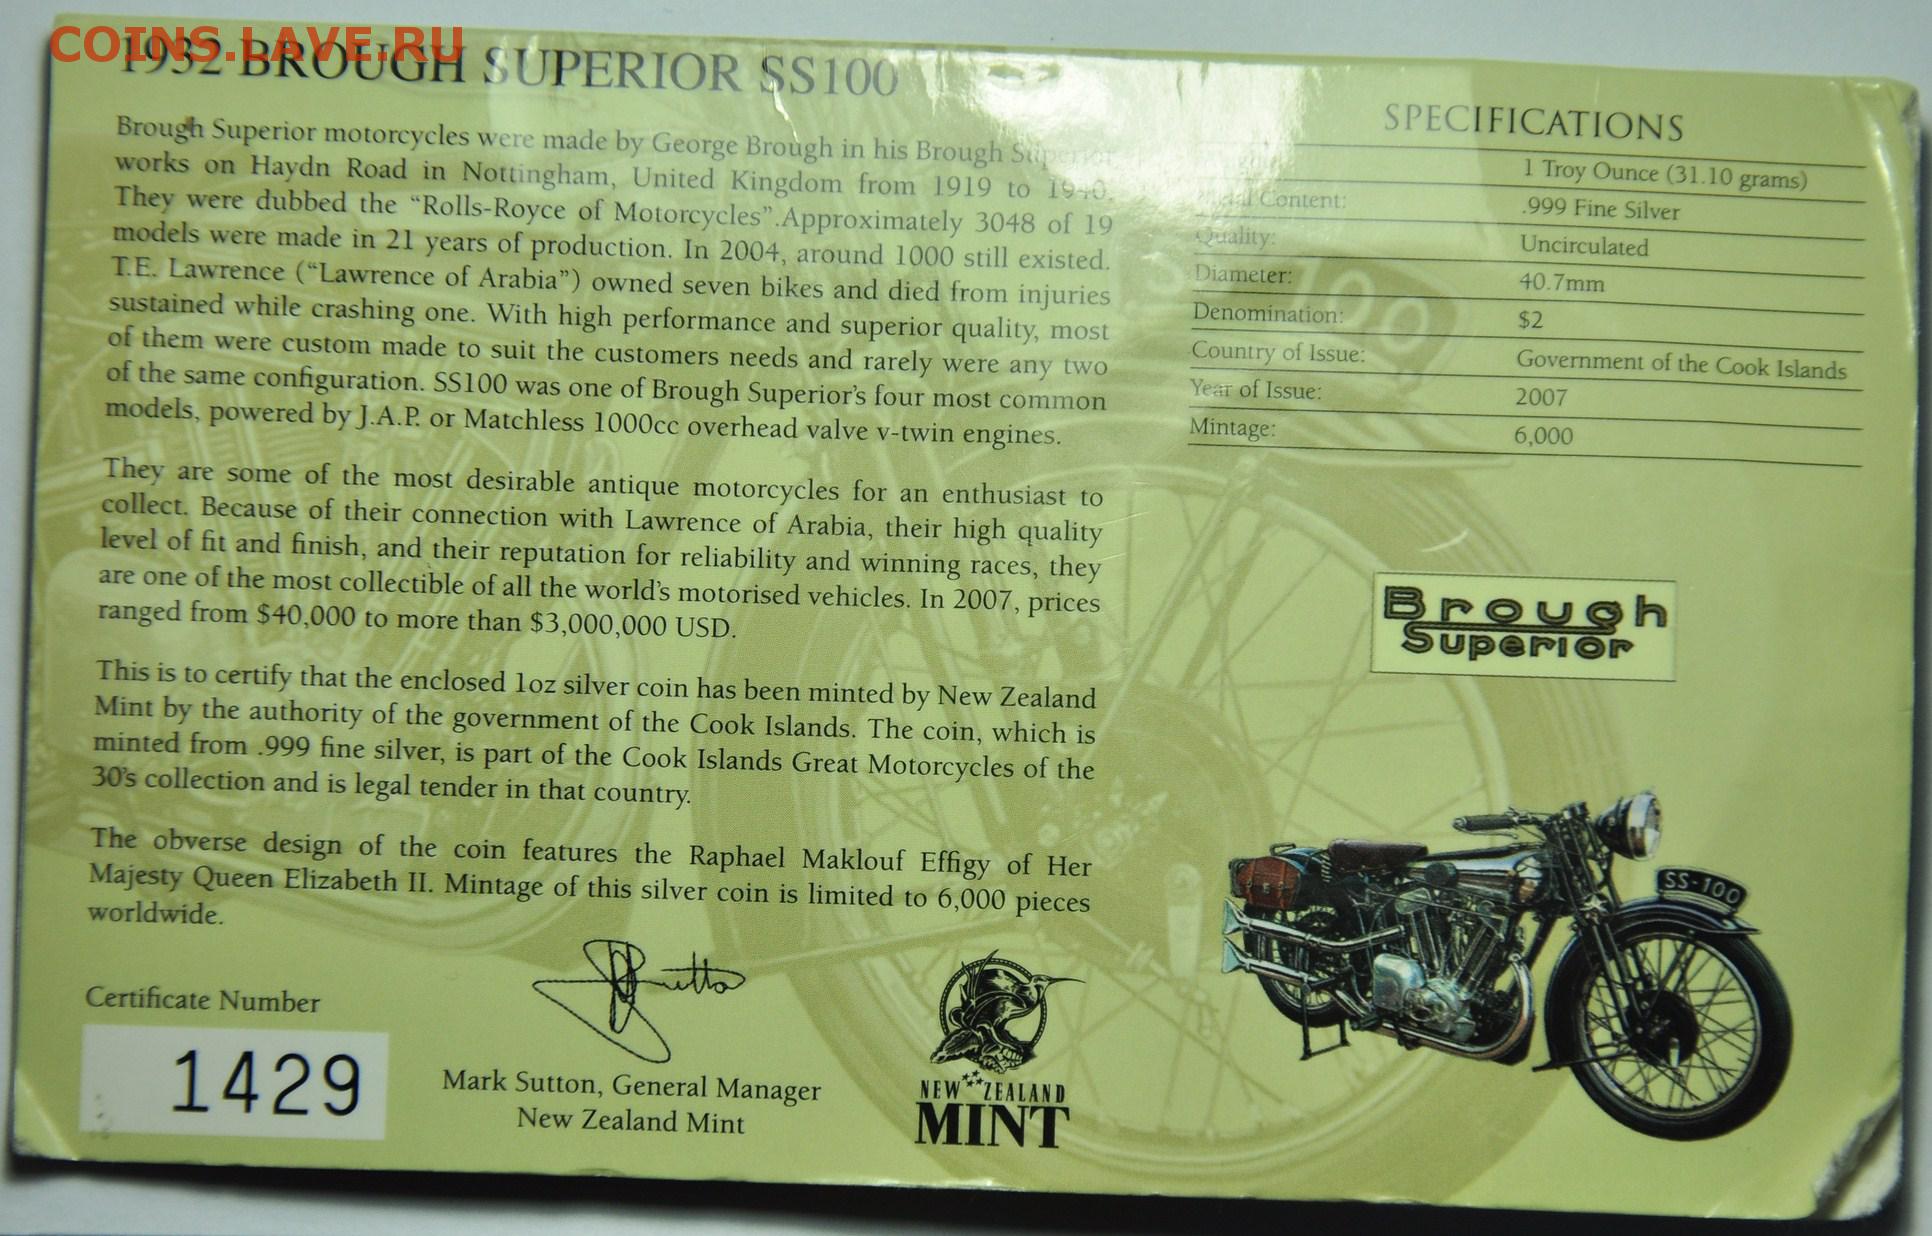 COINS.LAVE.RU
1932 BROUGH SUPERIOR SS100
Brough Superior motorcycles were made by George Brough in his Brough Superior
works on Haydn Road in Nottingham, United Kingdom from 1919 to 1940.
They were dubbed the “Rolls-Royce of Motorcycles”.Approximately 3048 of 19
models were made in 21 years of production. In 2004, around 1000 still existed.
T.E. Lawrence (“Lawrence of Arabia”) owned seven bikes and died from injuries
sustained while crashing one. With high performance and superior quality, most
of them were custom made to suit the customers needs and rarely were any two
of the same configuration. SS100 was one of Brough Superior’s four most common
models, powered by J.A.P. or Matchless 1000cc overhead valve v-twin engines.
They are some of the most desirable antique motorcycles for an enthusiast to
collect. Because of their connection with Lawrence of Arabia, their high quality
level of fit and finish, and their reputation for reliability and winning races, they
are one of the most collectible of all the world’s motorised vehicles. In 2007, prices
ranged from $40,000 to more than $3,000,000 USD.
This is to certify that the enclosed 1oz silver coin has been minted by New Zealand
Mint by the authority of the government of the Cook Islands. The coin, which is
minted from .999 fine silver, is part of the Cook Islands Great Motorcycles of the
30’s collection and is legal tender in that country.
The obverse design of the coin features the Raphael Maklouf Effigy of Her
Majesty Queen Elizabeth II. Mintage of this silver coin is limited to 6,000 pieces
worldwide.
Certificate Number
1429
Mark Sutton, General Manager
New Zealand Mint
NEW ZEALAND
MINT
SPECIFICATIONS
1 Troy Ounce (31.10 grams)
Metal Content: .999 Fine Silver
Quality: Uncirculated
Diameter: 40.7mm
Denomination: $2
Country of Issue: Government of the Cook Islands
Year of Issue: 2007
Mintage: 6,000
Brough
Superior
SS-100